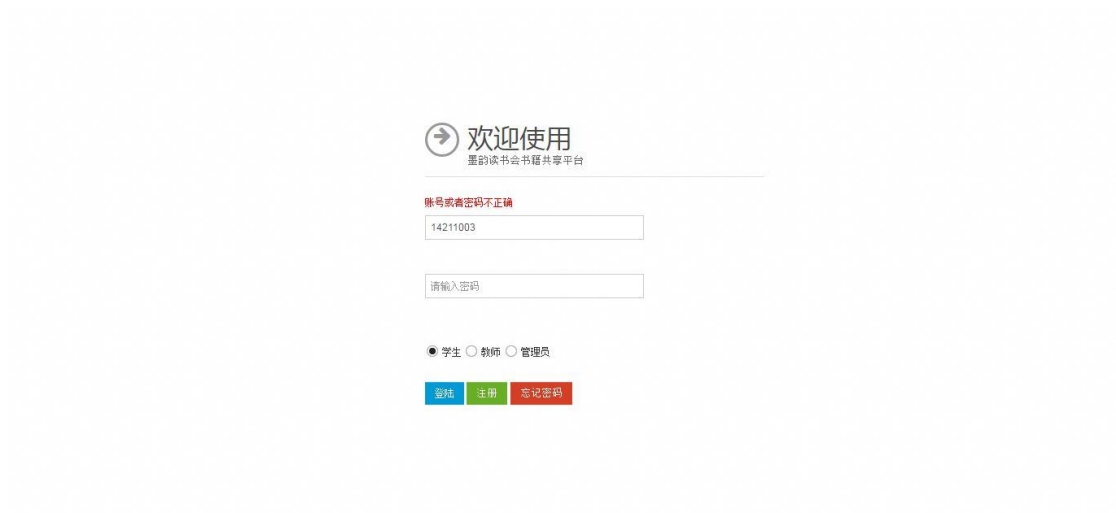 欢迎使用
墨韵读书会书籍共享平台
账号或者密码不正确
14211003
请输入密码
学生 教师 管理员
登陆 注册 忘记密码